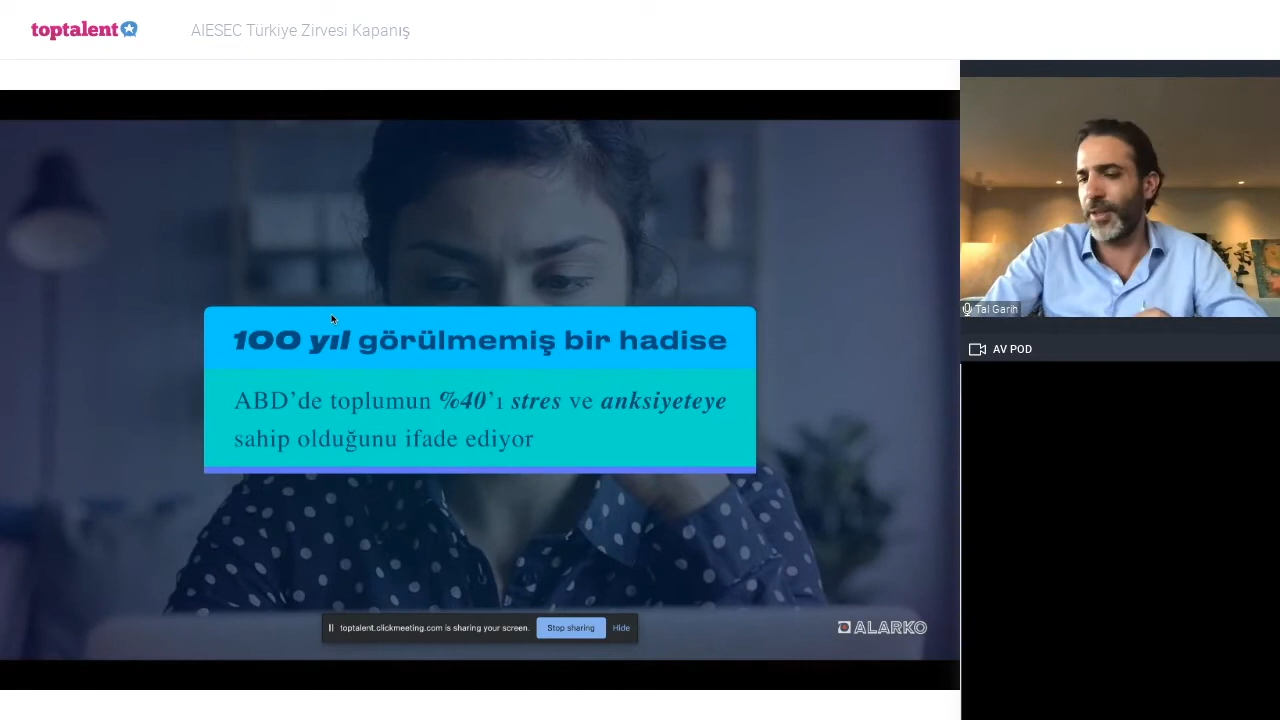 toptalent
AIESEC Türkiye Zirvesi Kapanış
Tal Garih
AV POD
100 yıl görülmemiş bir hadise
ABD’de toplumun %40’ı stres ve anksiyeteye
sahip olduğunu ifade ediyor
toptalent.clickmeeting.com is sharing your screen. Stop sharing Hide
ALARKO